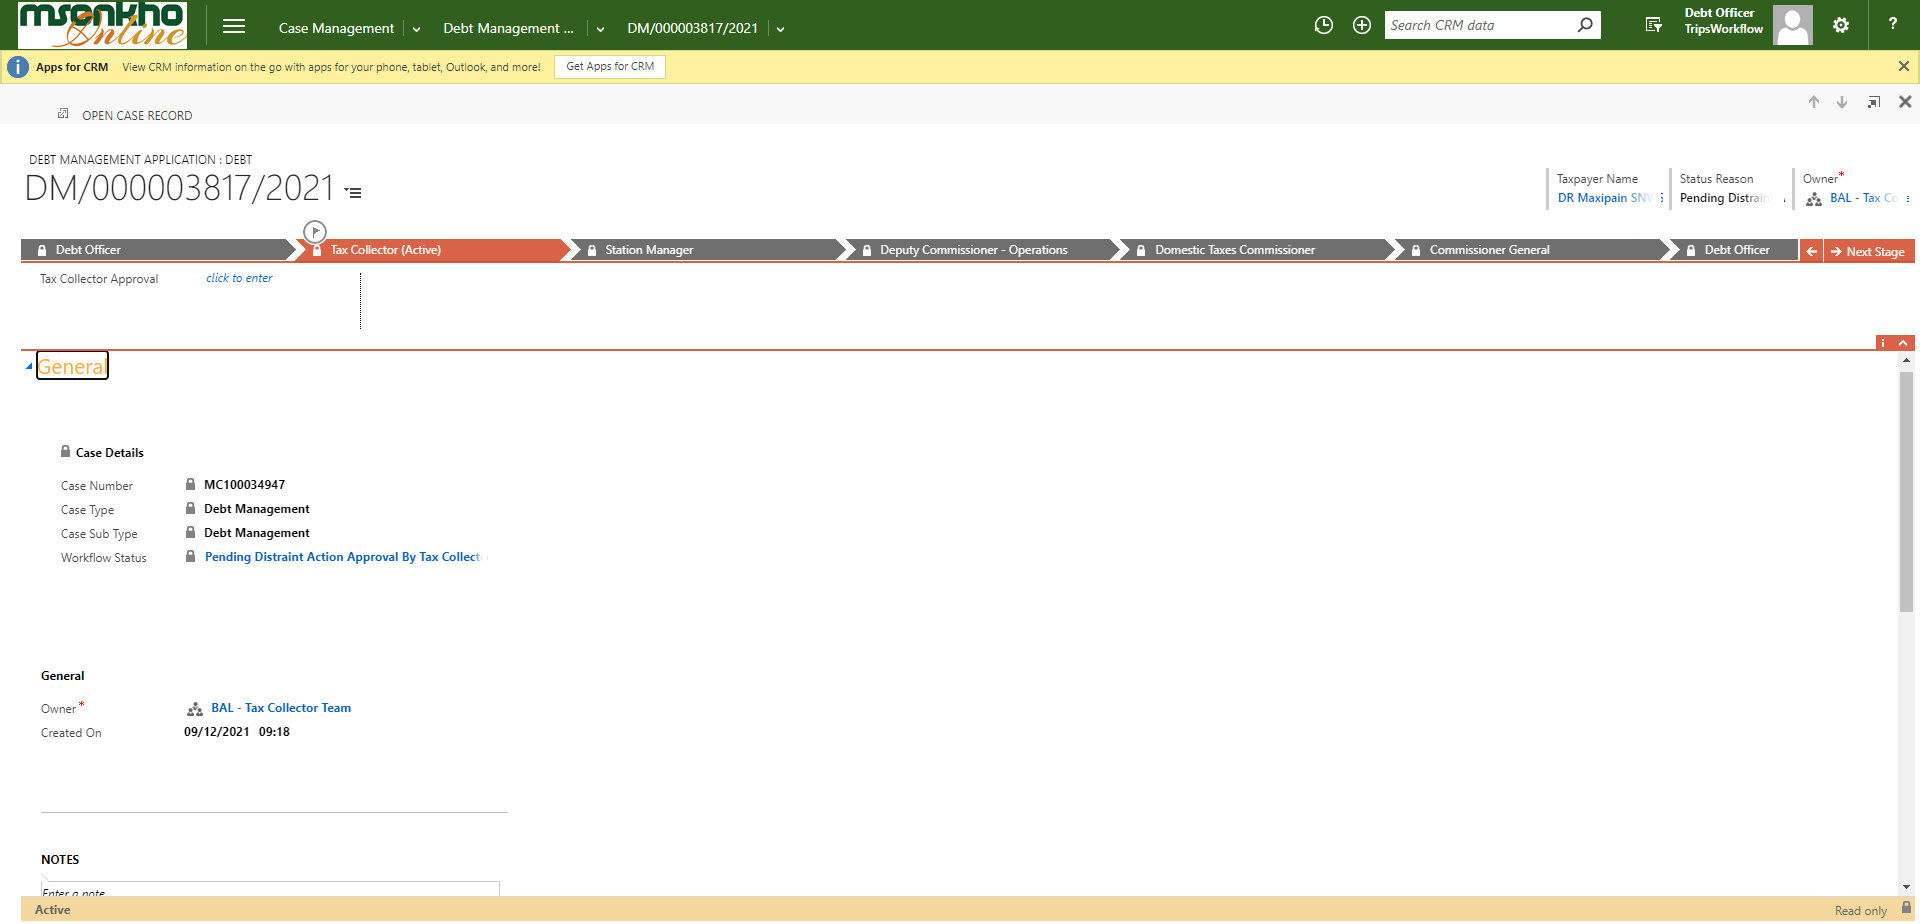 msonkho
Online
Case Management
Debt Management ...
DM/000003817/2021
Search CRM data
Debt Officer
TripsWorkflow
?
Apps for CRM
View CRM information on the go with apps for your phone, tablet, Outlook, and more!
Get Apps for CRM
OPEN CASE RECORD
DEBT MANAGEMENT APPLICATION : DEBT
DM/000003817/2021
Taxpayer Name
DR Maxipain SNV
Status Reason
Pending Distraint
Owner*
BAL - Tax Co
Debt Officer
Tax Collector (Active)
Station Manager
Deputy Commissioner - Operations
Domestic Taxes Commissioner
Commissioner General
Debt Officer
Next Stage
Tax Collector Approval
click to enter
General
Case Details
Case Number
MC100034947
Case Type
Debt Management
Case Sub Type
Debt Management
Workflow Status
Pending Distraint Action Approval By Tax Collect
General
Owner*
BAL - Tax Collector Team
Created On
09/12/2021 09:18
NOTES
Enter a note
Active
Read only